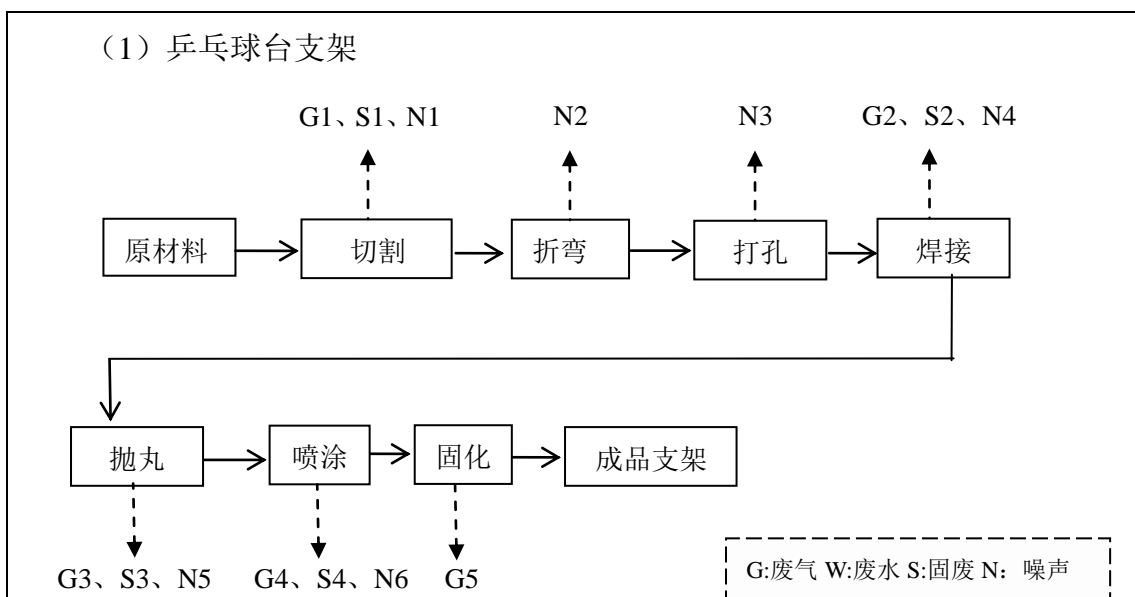 （1）乒乓球台支架
G1、S1、N1 N2 N3 G2、S2、N4
原材料 切割 折弯 打孔 焊接
抛丸 喷涂 固化 成品支架
G3、S3、N5 G4、S4、N6 G5
G:废气 W:废水 S:固废 N：噪声